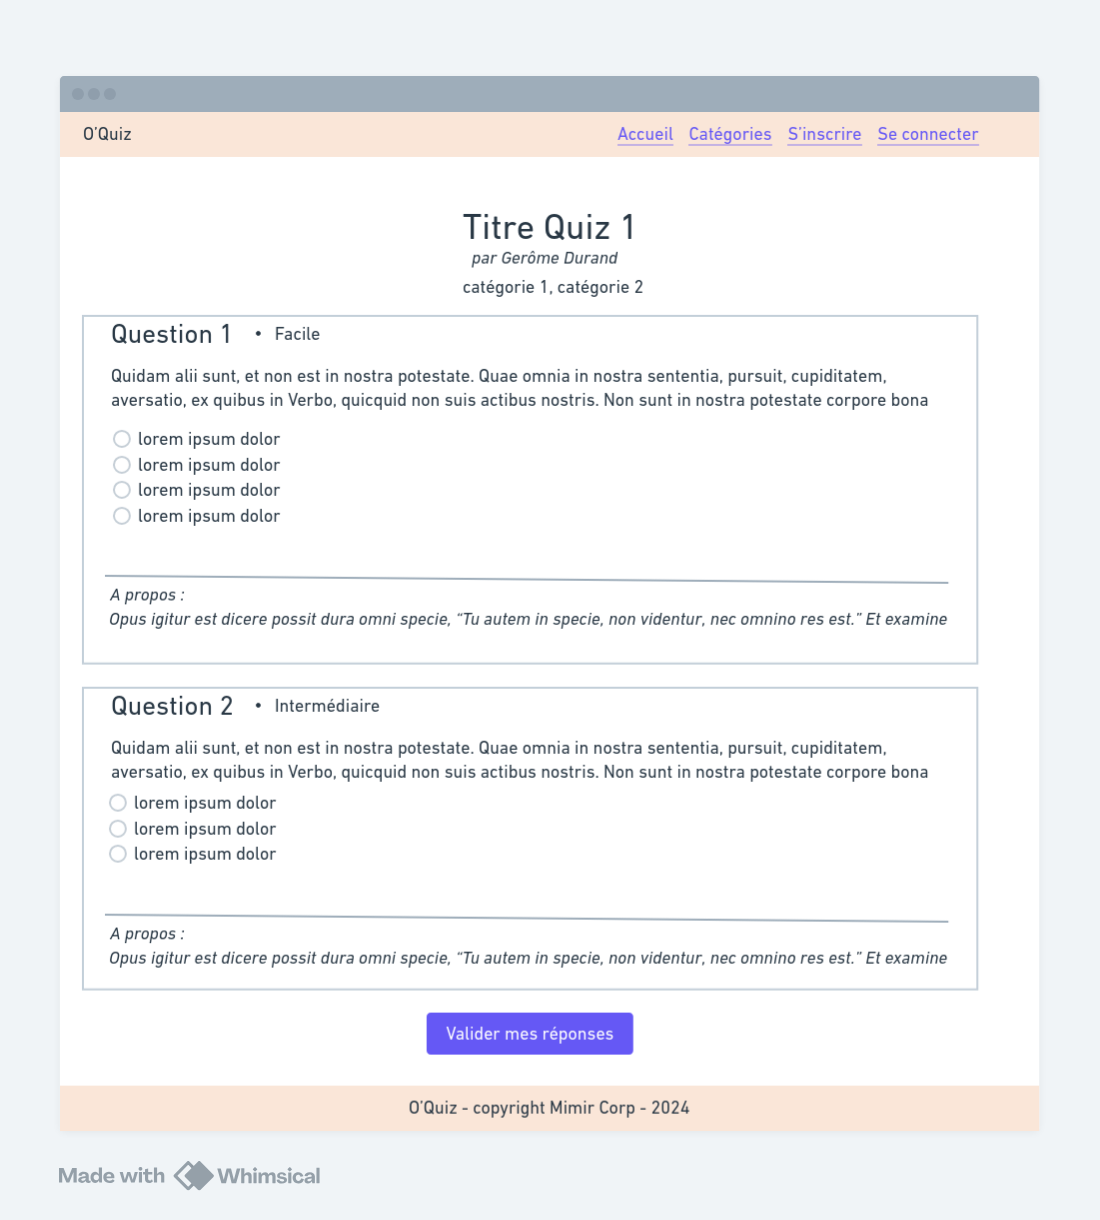 O'Quiz
Accueil Catégories S'inscrire Se connecter
Titre Quiz 1
par Gerôme Durand
catégorie 1, catégorie 2
Question 1 • Facile
Quidam alii sunt, et non est in nostra potestate. Quae omnia in nostra sententia, pursuit, cupiditatem,
aversatio, ex quibus in Verbo, quicquid non suis actibus nostris. Non sunt in nostra potestate corpore bona
lorem ipsum dolor
lorem ipsum dolor
lorem ipsum dolor
lorem ipsum dolor
A propos :
Opus igitur est dicere possit dura omni specie, “Tu autem in specie, non videntur, nec omnino res est.” Et examine
Question 2 • Intermédiaire
Quidam alii sunt, et non est in nostra potestate. Quae omnia in nostra sententia, pursuit, cupiditatem,
aversatio, ex quibus in Verbo, quicquid non suis actibus nostris. Non sunt in nostra potestate corpore bona
lorem ipsum dolor
lorem ipsum dolor
lorem ipsum dolor
A propos :
Opus igitur est dicere possit dura omni specie, “Tu autem in specie, non videntur, nec omnino res est.” Et examine
Valider mes réponses
O'Quiz - copyright Mimir Corp - 2024
Made with Whimsical